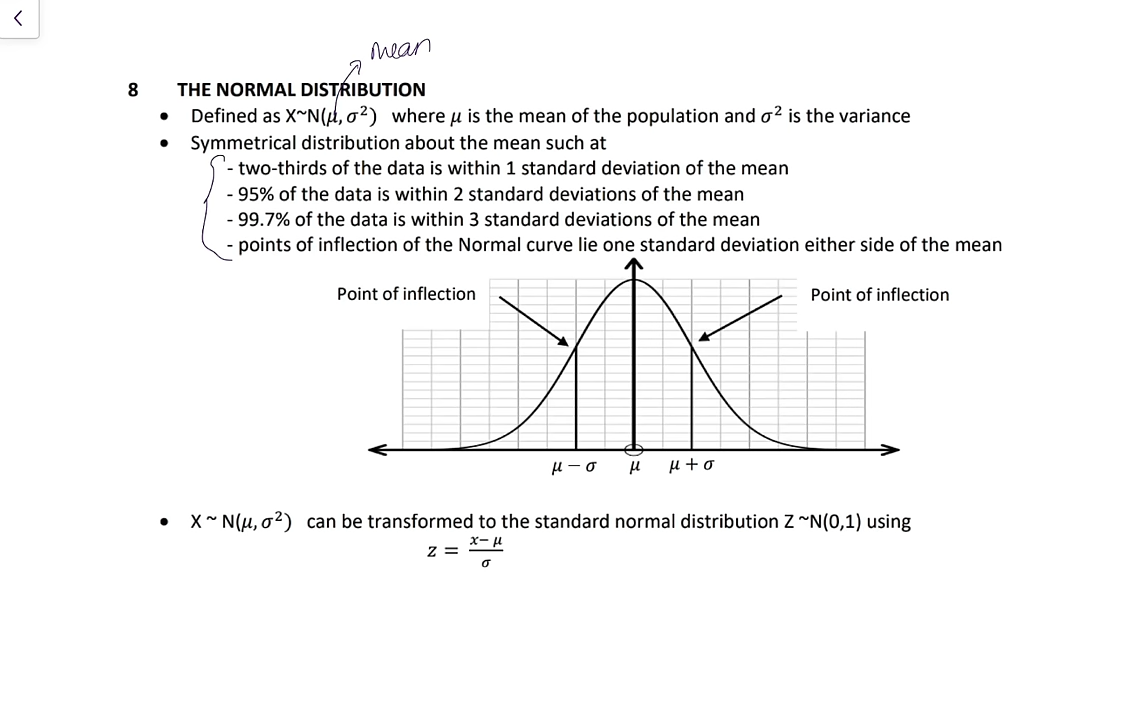 mean
8 THE NORMAL DISTRIBUTION
• Defined as X~N(μ, σ²) where μ is the mean of the population and σ² is the variance
• Symmetrical distribution about the mean such at
- two-thirds of the data is within 1 standard deviation of the mean
- 95% of the data is within 2 standard deviations of the mean
- 99.7% of the data is within 3 standard deviations of the mean
- points of inflection of the Normal curve lie one standard deviation either side of the mean
Point of inflection
Point of inflection
μ − σ μ μ + σ
• X ~ N(μ, σ²) can be transformed to the standard normal distribution Z ~N(0,1) using
z = (x− μ)/σ